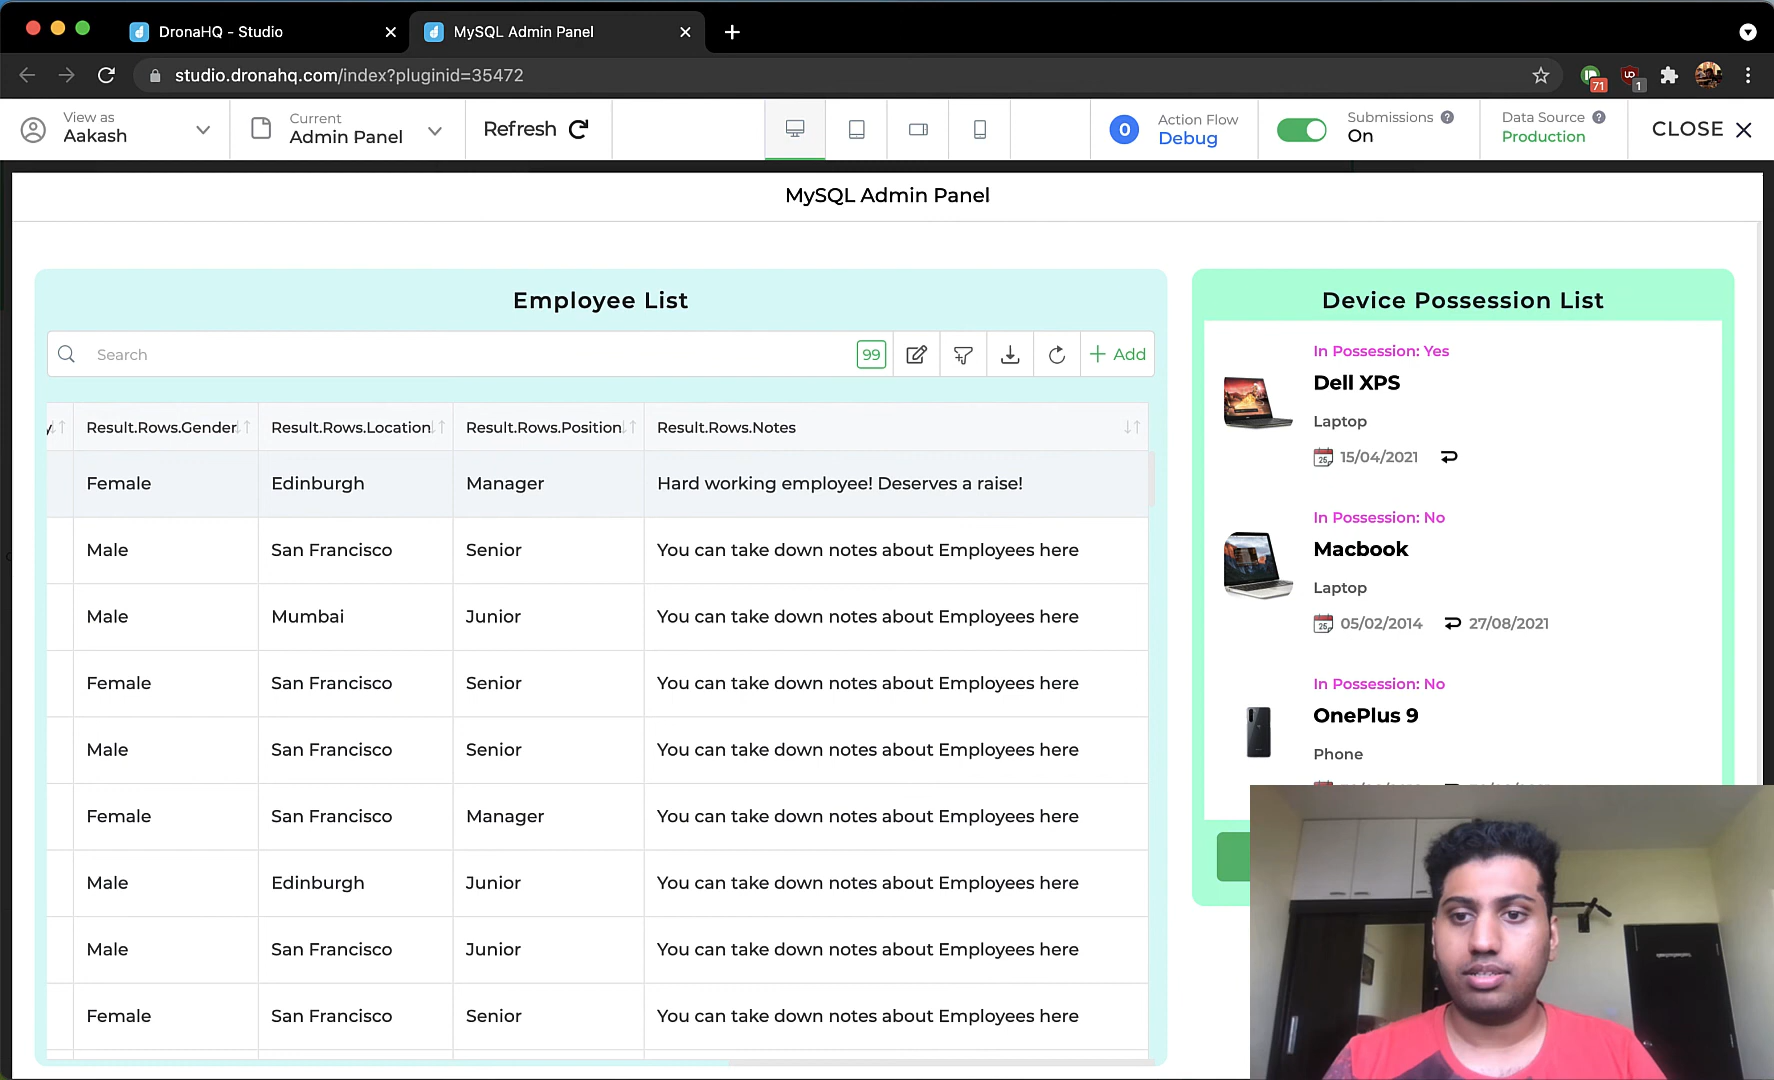 DronaHQ - Studio
MySQL Admin Panel
studio.dronahq.com/index?pluginid=35472
71
1
View as
Aakash
Current
Admin Panel
Refresh
0
Action Flow
Debug
Submissions ?
On
Data Source ?
Production
CLOSE
MySQL Admin Panel
Employee List
Search
99
Add
y Result.Rows.Gender Result.Rows.Location Result.Rows.Position Result.Rows.Notes
Female Edinburgh Manager Hard working employee! Deserves a raise!
Male San Francisco Senior You can take down notes about Employees here
Male Mumbai Junior You can take down notes about Employees here
Female San Francisco Senior You can take down notes about Employees here
Male San Francisco Senior You can take down notes about Employees here
Female San Francisco Manager You can take down notes about Employees here
Male Edinburgh Junior You can take down notes about Employees here
Male San Francisco Junior You can take down notes about Employees here
Female San Francisco Senior You can take down notes about Employees here
Device Possession List
In Possession: Yes
Dell XPS
Laptop
25 15/04/2021
In Possession: No
Macbook
Laptop
25 05/02/2014 27/08/2021
In Possession: No
OnePlus 9
Phone